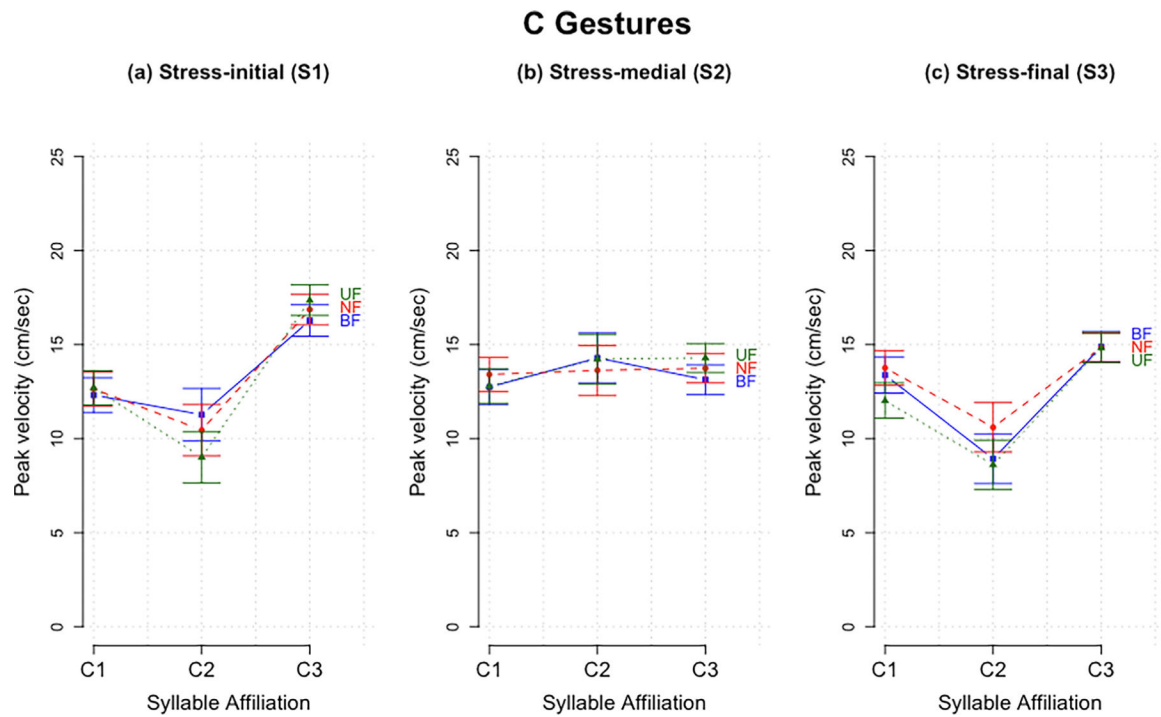 C Gestures
(a) Stress-initial (S1)
Peak velocity (cm/sec)
25
20
15
10
5
0
UF
NF
BF
C1 C2 C3
Syllable Affiliation
(b) Stress-medial (S2)
Peak velocity (cm/sec)
25
20
15
10
5
0
UF
NF
BF
C1 C2 C3
Syllable Affiliation
(c) Stress-final (S3)
Peak velocity (cm/sec)
25
20
15
10
5
0
BF
NF
UF
C1 C2 C3
Syllable Affiliation